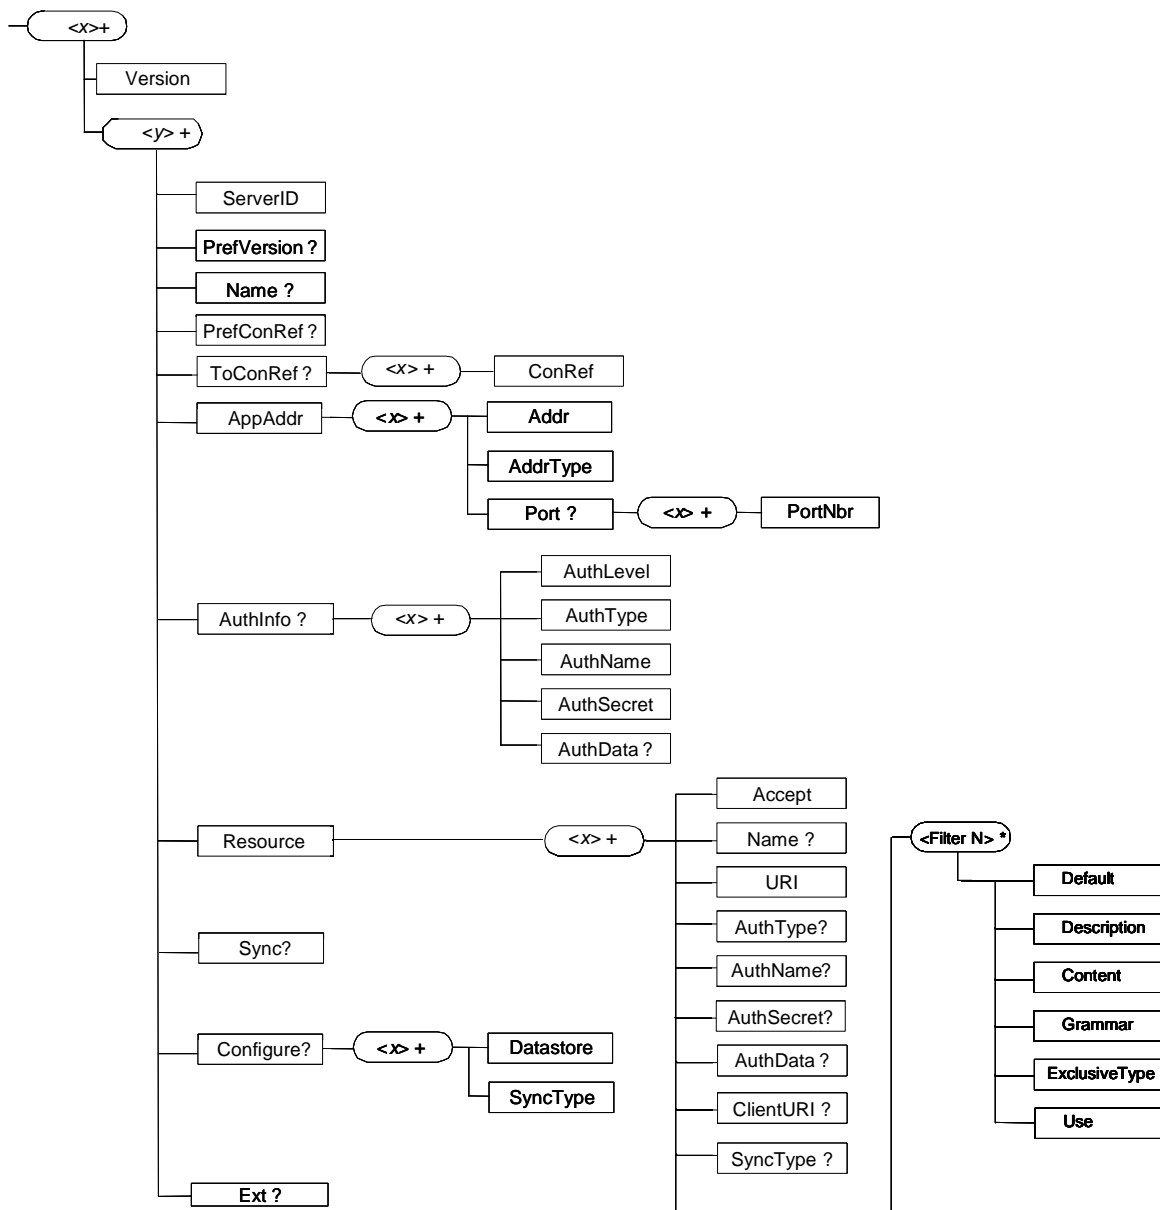 <x>+
Version
<y> +
ServerID
PrefVersion ?
Name ?
PrefConRef ?
ToConRef ?
<x> +
ConRef
AppAddr
<x> +
Addr
AddrType
Port ?
<x> +
PortNbr
AuthInfo ?
<x> +
AuthLevel
AuthType
AuthName
AuthSecret
AuthData ?
Resource
<x> +
Accept
Name ?
URI
AuthType?
AuthName?
AuthSecret?
AuthData ?
ClientURI ?
SyncType ?
<Filter N> *
Default
Description
Content
Grammar
ExclusiveType
Use
Sync?
Configure?
<x> +
Datastore
SyncType
Ext ?